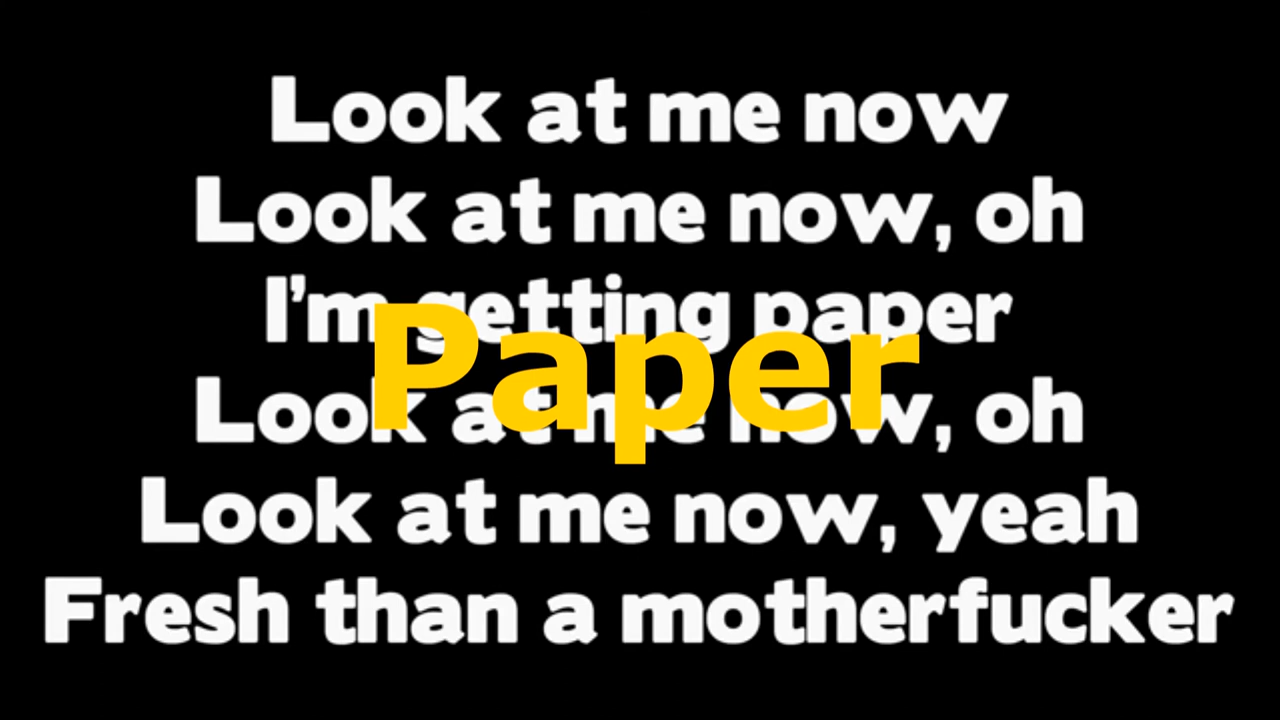 Look at me now
Look at me now, oh
I'm getting paper
Paper
Look at me now, oh
Look at me now, yeah
Fresh than a motherfucker